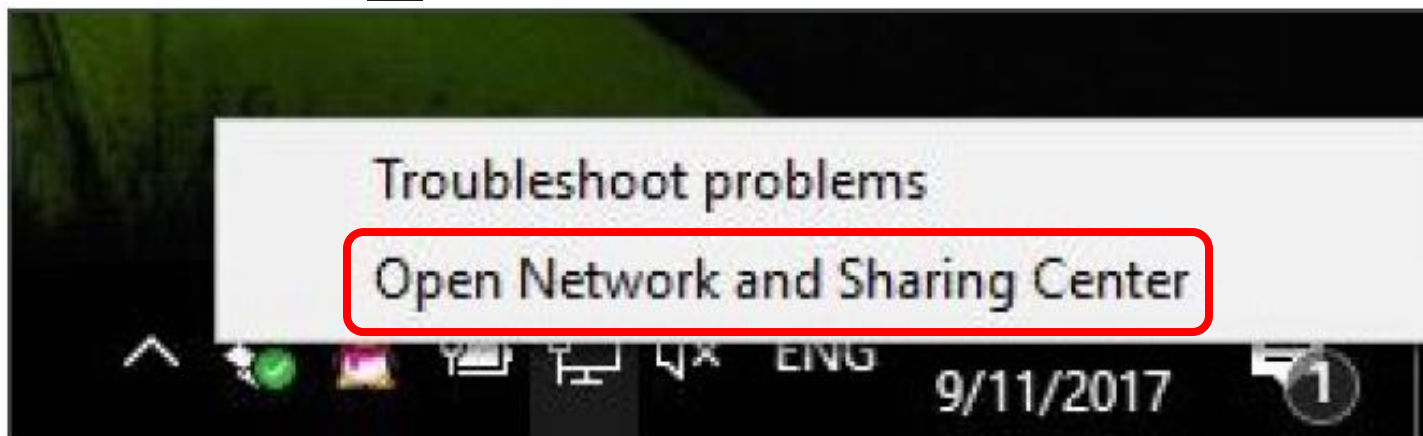 Troubleshoot problems
Open Network and Sharing Center
ENG
9/11/2017
1